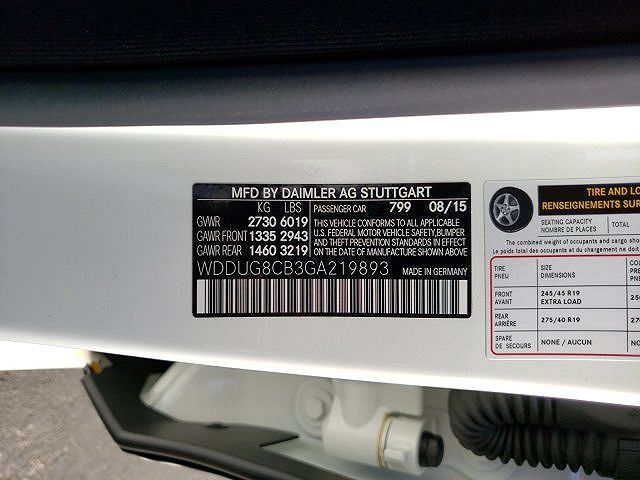 MFD BY DAIMLER AG STUTTGART
KG LBS PASSENGER CAR 799 08/15
GVWR 2730 6019
GAWR FRONT 1335 2943
GAWR REAR 1460 3219
THIS VEHICLE CONFORMS TO ALL APPLICABLE
U.S. FEDERAL MOTOR VEHICLE SAFETY,BUMPER
AND THEFT PREVENTION STANDARDS IN EFFECT
ON THE DATE OF MANUFACTURE SHOWN ABOVE
WDDUG8CB3GA219893 MADE IN GERMANY
TIRE AND
RENSEIGNEMENTS SUR
SEATING CAPACITY TOTAL
NOMBRE DE PLACES
The combined weight of occupants and cargo
Le poids total des occupants et du
TIRE SIZE
PNEU DIMENSIONS
FRONT 245/45 R19
AVANT EXTRA LOAD
REAR 275/40 R19
ARRIÈRE
SPARE NONE / AUCUN
DE SECOURS